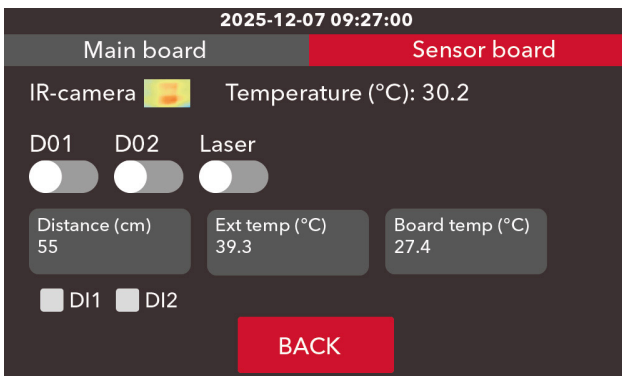 2025-12-07 09:27:00
Main board Sensor board
IR-camera Temperature (°C): 30.2
D01 D02 Laser
Distance (cm) Ext temp (°C) Board temp (°C)
55 39.3 27.4
DI1 DI2
BACK